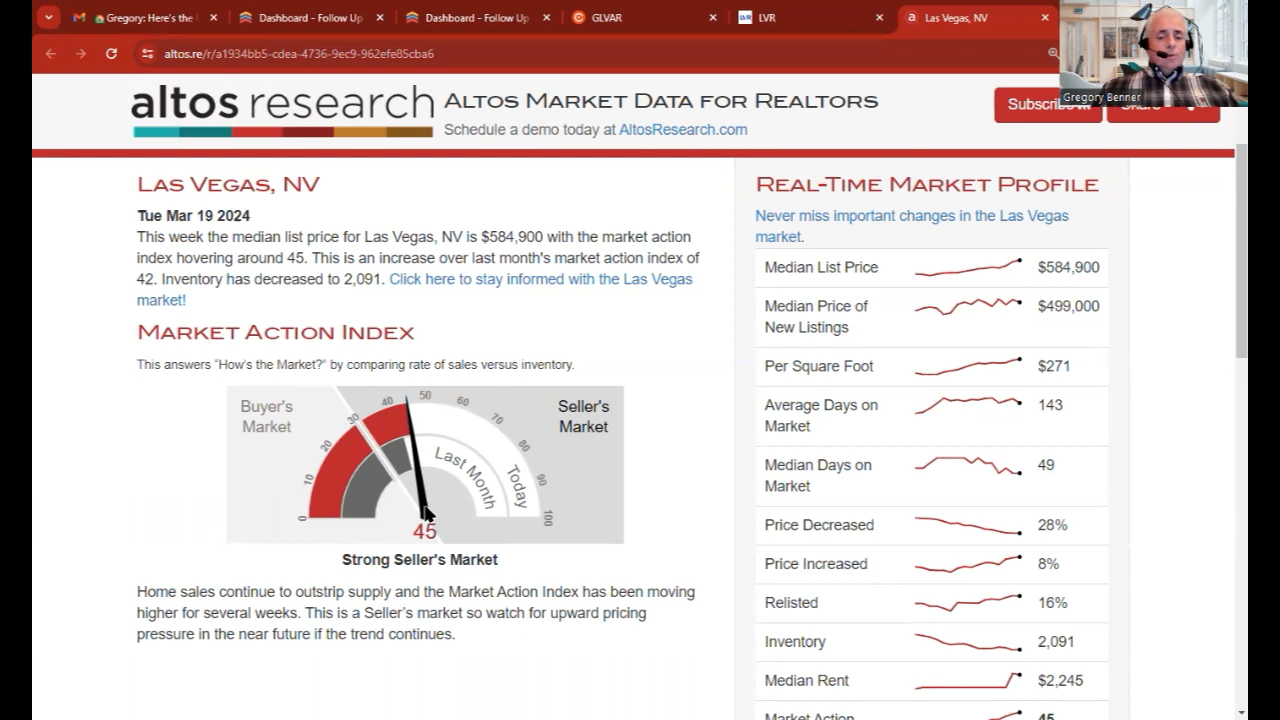 Gregory: Here's the
Dashboard - Follow Up
Dashboard - Follow Up
GLVAR
LVR
Las Vegas, NV
altos.re/r/a1934bb5-cdea-4736-9ec9-962efe85cba6
Gregory Benner
altos research
ALTOS MARKET DATA FOR REALTORS
Schedule a demo today at AltosResearch.com
Subscribe
Share
LAS VEGAS, NV
Tue Mar 19 2024
This week the median list price for Las Vegas, NV is $584,900 with the market action
index hovering around 45. This is an increase over last month's market action index of
42. Inventory has decreased to 2,091. Click here to stay informed with the Las Vegas
market!
MARKET ACTION INDEX
This answers “How's the Market?” by comparing rate of sales versus inventory.
Buyer's
Market
Seller's
Market
0
10
20
30
40
50
60
70
80
90
100
Last Month
Today
45
Strong Seller's Market
Home sales continue to outstrip supply and the Market Action Index has been moving
higher for several weeks. This is a Seller’s market so watch for upward pricing
pressure in the near future if the trend continues.
REAL-TIME MARKET PROFILE
Never miss important changes in the Las Vegas
market.
Median List Price $584,900
Median Price of
New Listings $499,000
Per Square Foot $271
Average Days on
Market 143
Median Days on
Market 49
Price Decreased 28%
Price Increased 8%
Relisted 16%
Inventory 2,091
Median Rent $2,245
Market Action 45